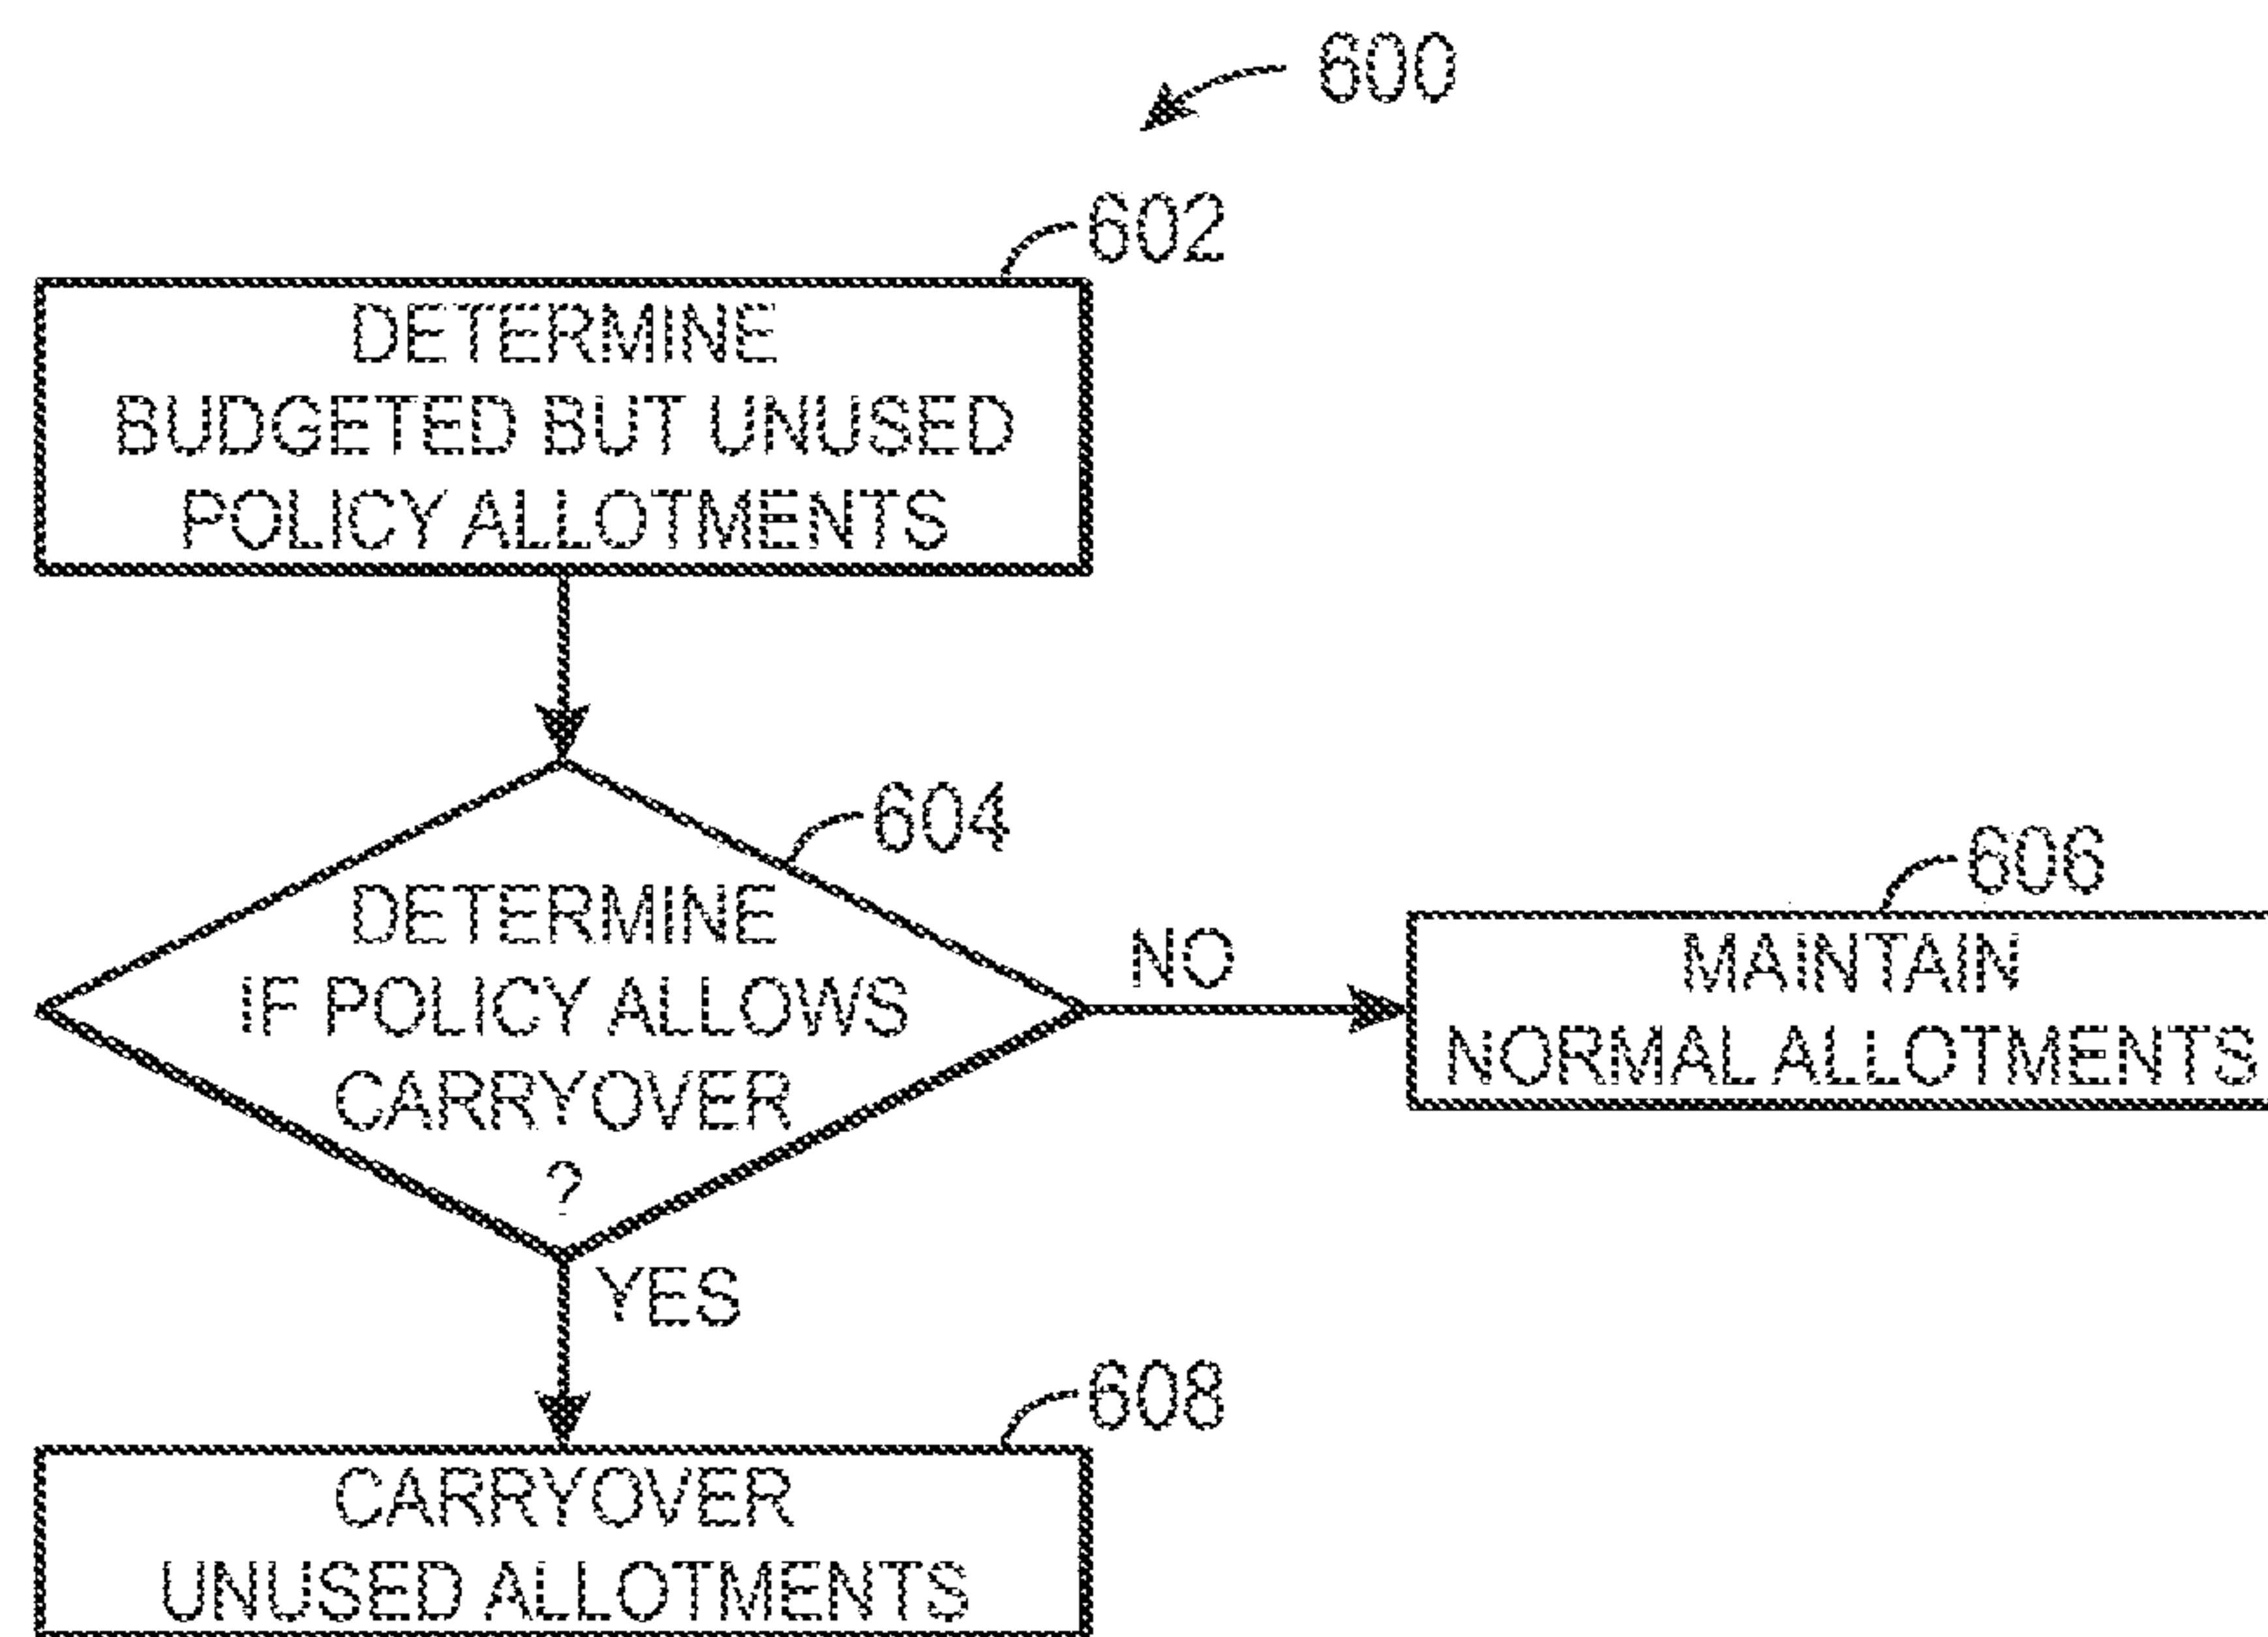 600
602
DETERMINE
BUDGETED BUT UNUSED
POLICY ALLOTMENTS
604
DETERMINE
IF POLICY ALLOWS
CARRYOVER
?
NO
606
MAINTAIN
NORMAL ALLOTMENTS
YES
608
CARRYOVER
UNUSED ALLOTMENTS